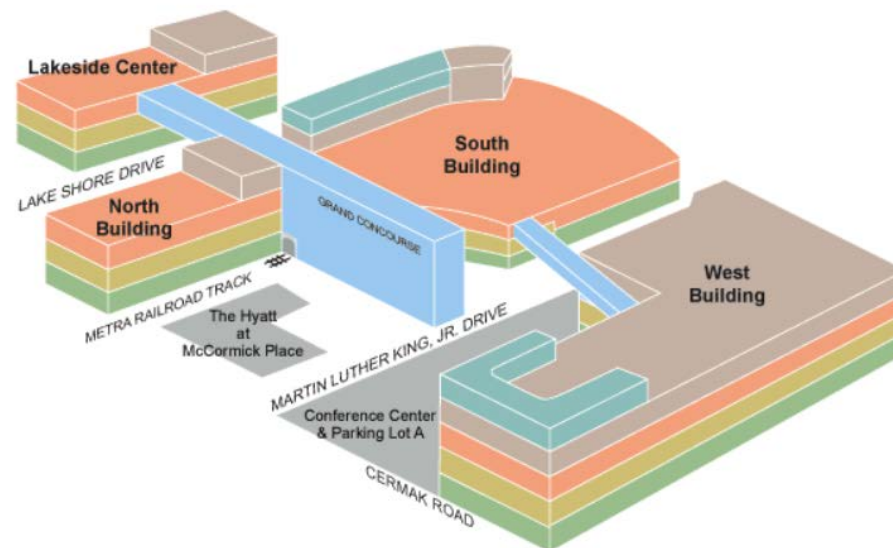 Lakeside Center
South
Building
LAKE SHORE DRIVE
North
Building
GRAND CONCOURSE
West
Building
METRA RAILROAD TRACK
The Hyatt
at
McCormick Place
MARTIN LUTHER KING, JR. DRIVE
Conference Center
& Parking Lot A
CERMAK ROAD